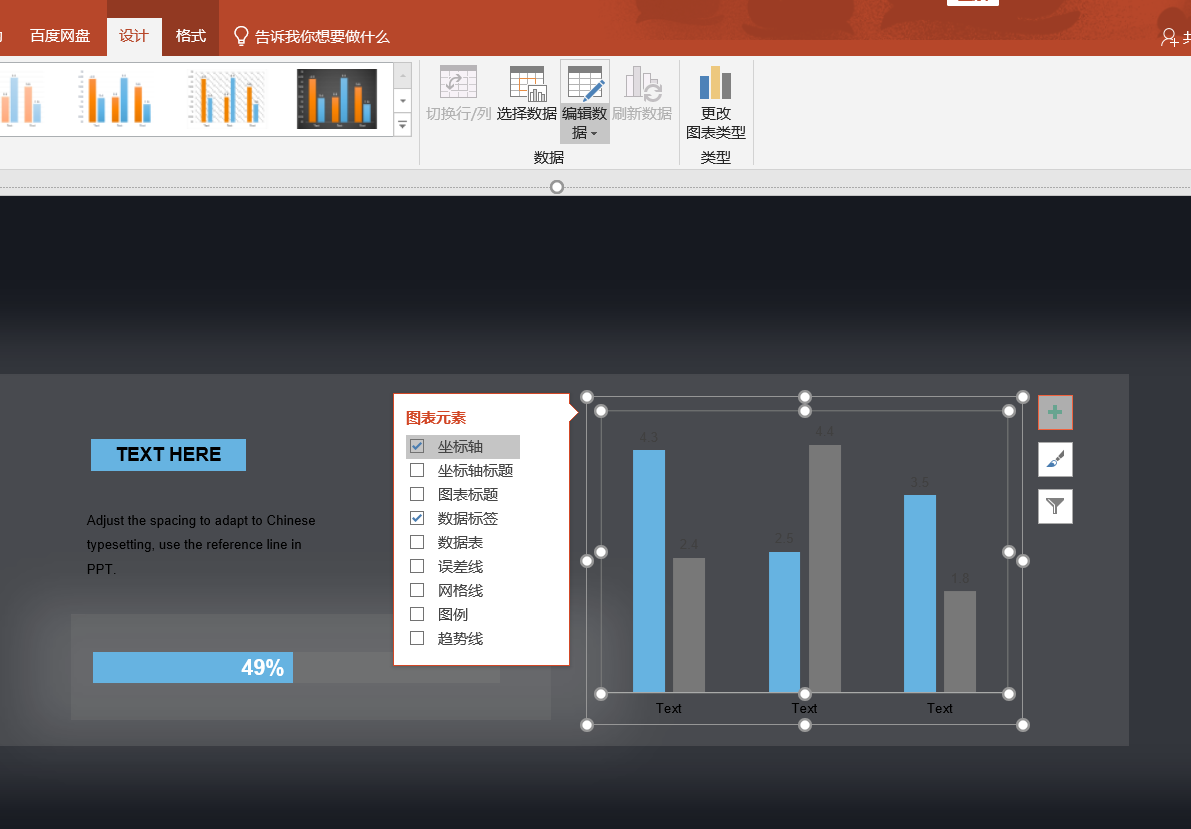 百度网盘 设计 格式 告诉我你想要做什么
切换行/列 选择数据 编辑数据 刷新数据 更改图表类型
数据 类型
图表元素
坐标轴
坐标轴标题
图表标题
数据标签
数据表
误差线
网格线
图例
趋势线
TEXT HERE
Adjust the spacing to adapt to Chinese
typesetting, use the reference line in
PPT.
49%
4.3 2.4 2.5 4.4 3.5 1.8
Text Text Text